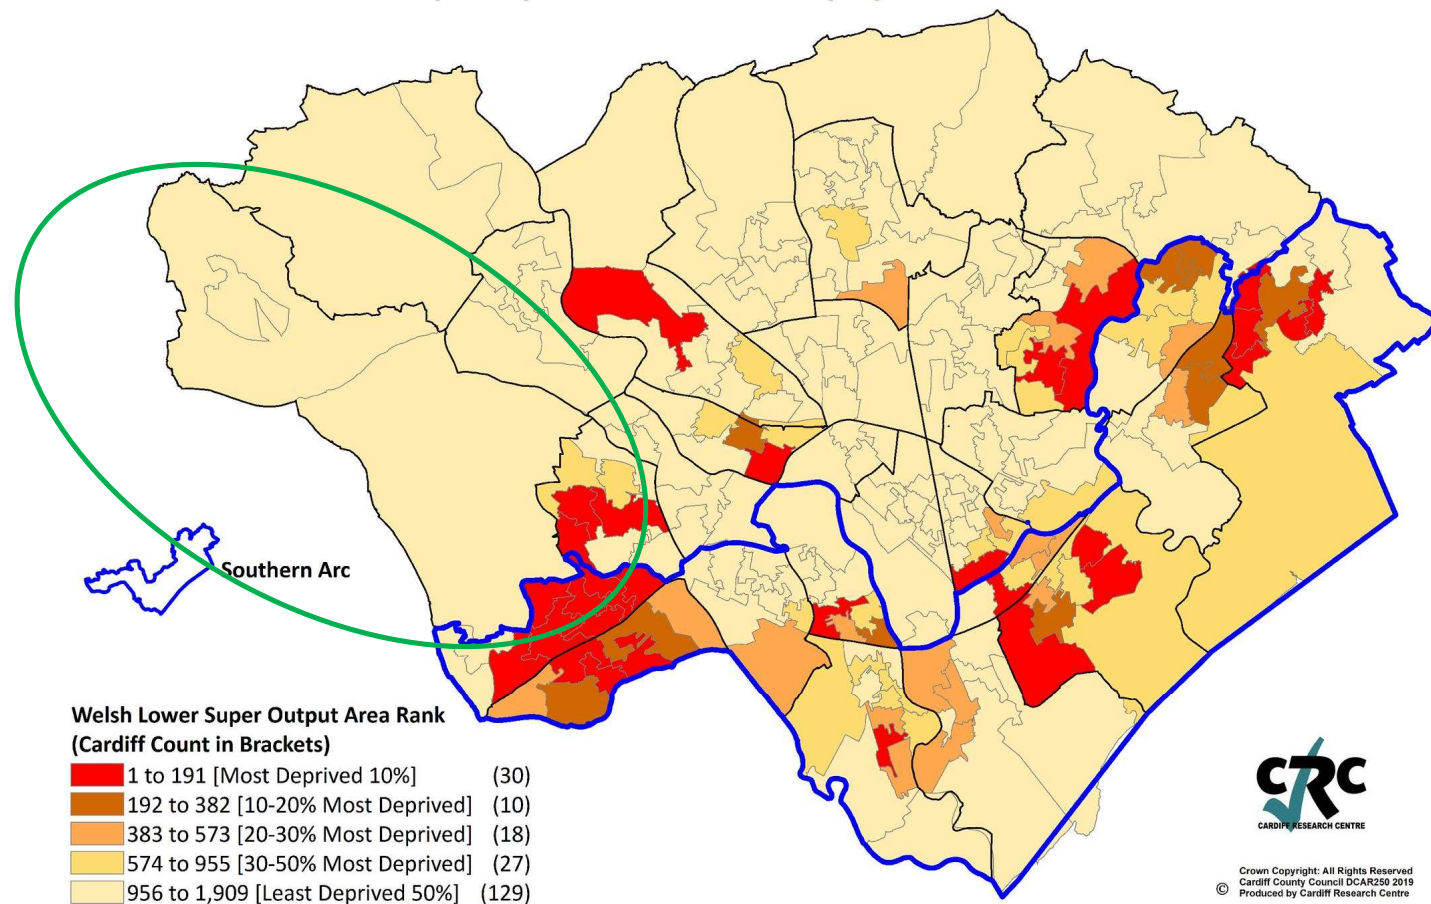 Southern Arc
Welsh Lower Super Output Area Rank
(Cardiff Count in Brackets)
1 to 191 [Most Deprived 10%] (30)
192 to 382 [10-20% Most Deprived] (10)
383 to 573 [20-30% Most Deprived] (18)
574 to 955 [30-50% Most Deprived] (27)
956 to 1,909 [Least Deprived 50%] (129)
CRC
CARDIFF RESEARCH CENTRE
Crown Copyright: All Rights Reserved
© Cardiff County Council DCAR250 2019
Produced by Cardiff Research Centre